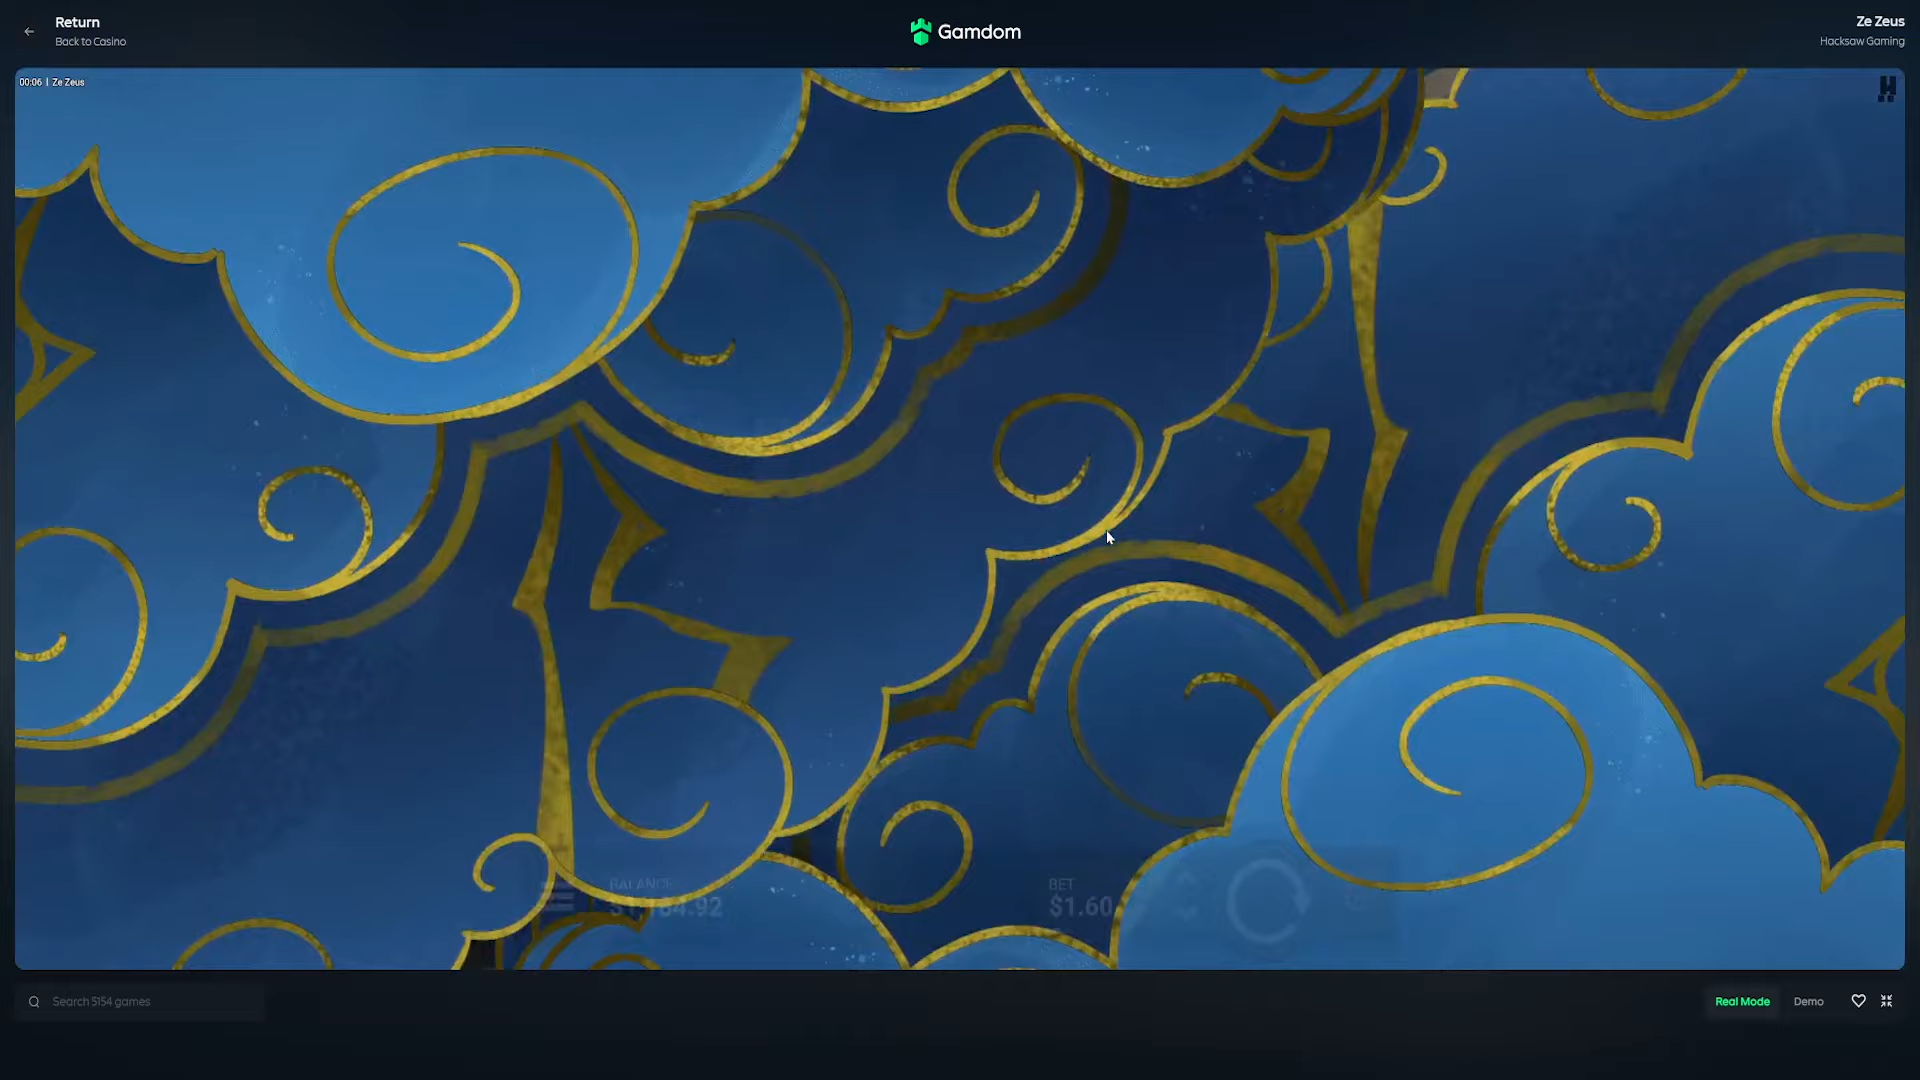 Return
Back to Casino
Gamdom
Ze Zeus
Hacksaw Gaming
00:06 | Ze Zeus
BALANCE
BET
$1.60
Search 5154 games
Real Mode
Demo